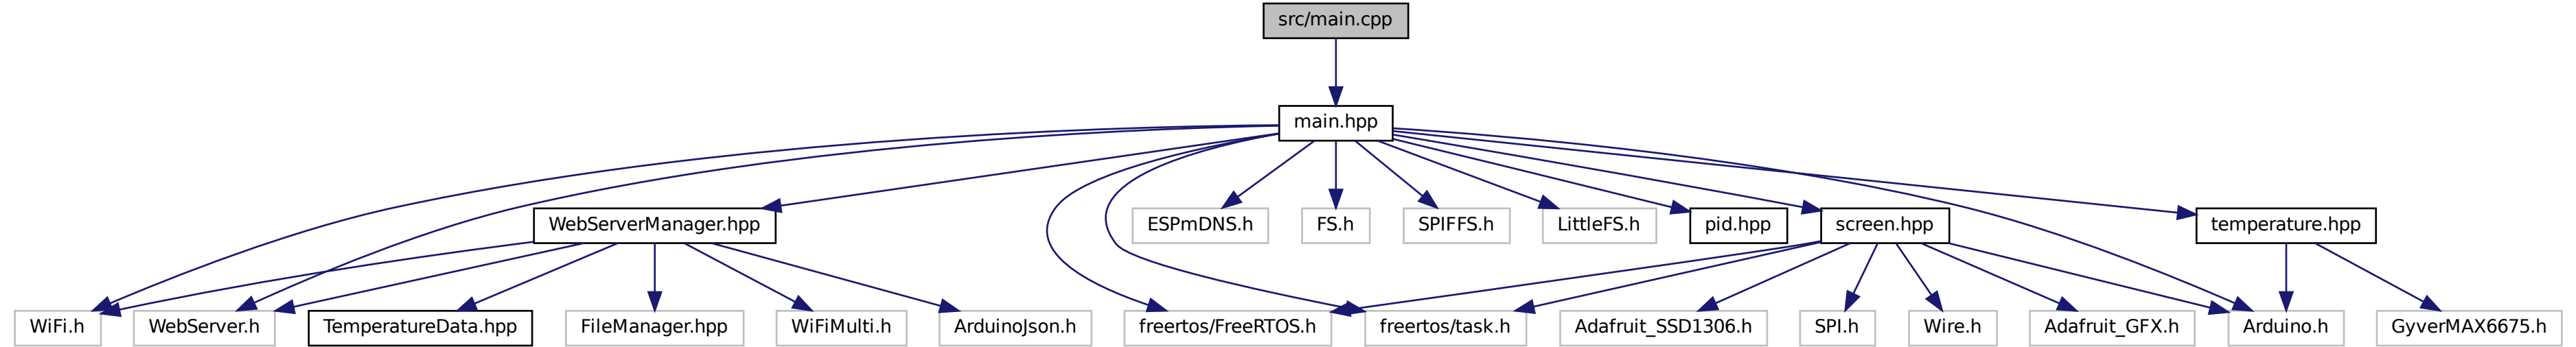 src/main.cpp
main.hpp
WebServerManager.hpp
ESPmDNS.h
FS.h
SPIFFS.h
LittleFS.h
pid.hpp
screen.hpp
temperature.hpp
WiFi.h
WebServer.h
TemperatureData.hpp
FileManager.hpp
WiFiMulti.h
ArduinoJson.h
freertos/FreeRTOS.h
freertos/task.h
Adafruit_SSD1306.h
SPI.h
Wire.h
Adafruit_GFX.h
Arduino.h
GyverMAX6675.h